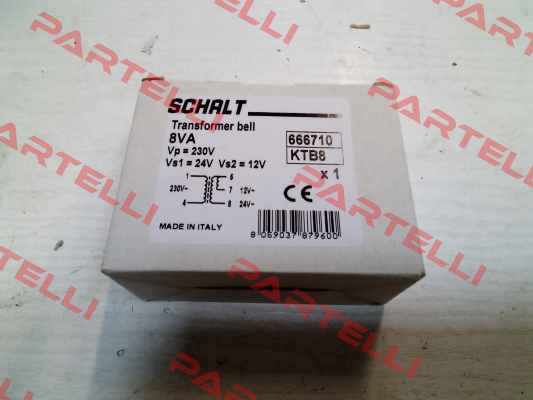 SCHALT
Transformer bell
8VA
Vp = 230V
Vs1 = 24V Vs2 = 12V
666710
KTB8
x 1
1
6
230V~
7
12V~
4
8
24V~
CE
MADE IN ITALY
8 059037 879600
PARTELLI
PARTELLI
PARTELLI
PARTELLI
PARTELLI
PARTELLI